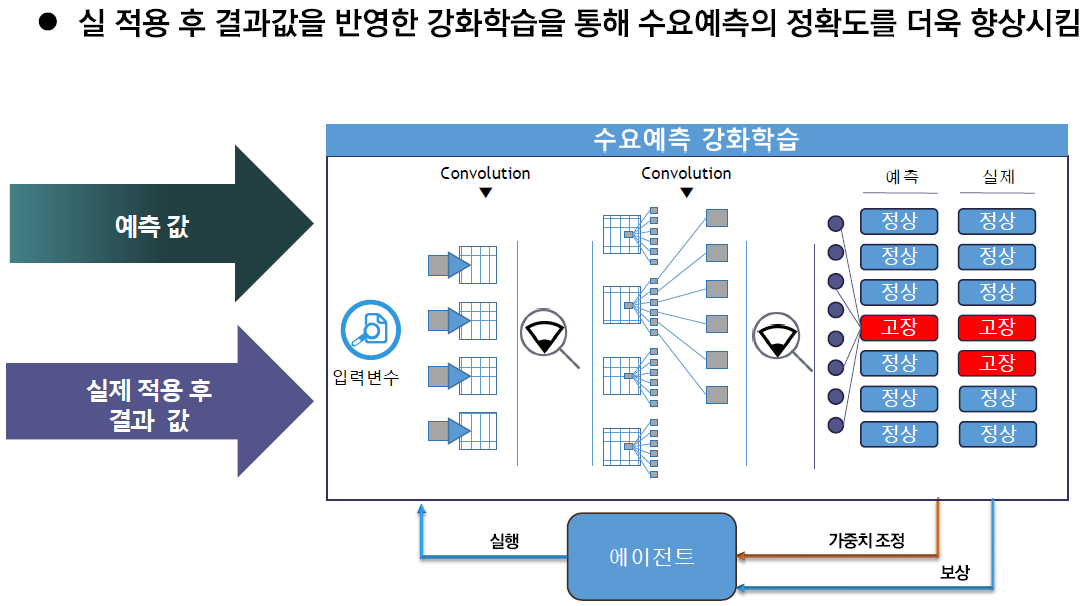 ● 실 적용 후 결과값을 반영한 강화학습을 통해 수요예측의 정확도를 더욱 향상시킴
수요예측 강화학습
예측 값
실제 적용 후
결과 값
Convolution
▼
Convolution
▼
입력변수
예측 실제
정상 정상
정상 정상
정상 정상
고장 고장
정상 고장
정상 정상
정상 정상
실행
에이전트
가중치 조정
보상